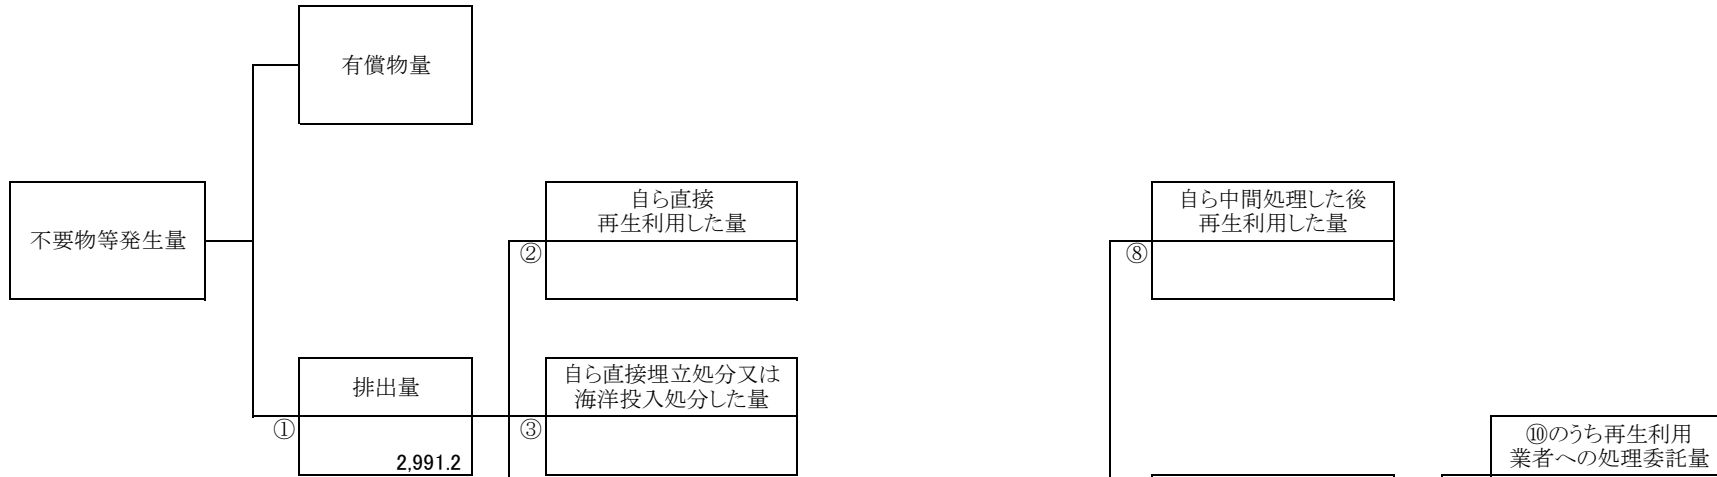 有償物量
不要物等発生量
自ら直接
再生利用した量
②
自ら中間処理した後
再生利用した量
⑧
排出量
①
2,991.2
自ら直接埋立処分又は
海洋投入処分した量
③
⑩のうち再生利用
業者への処理委託量